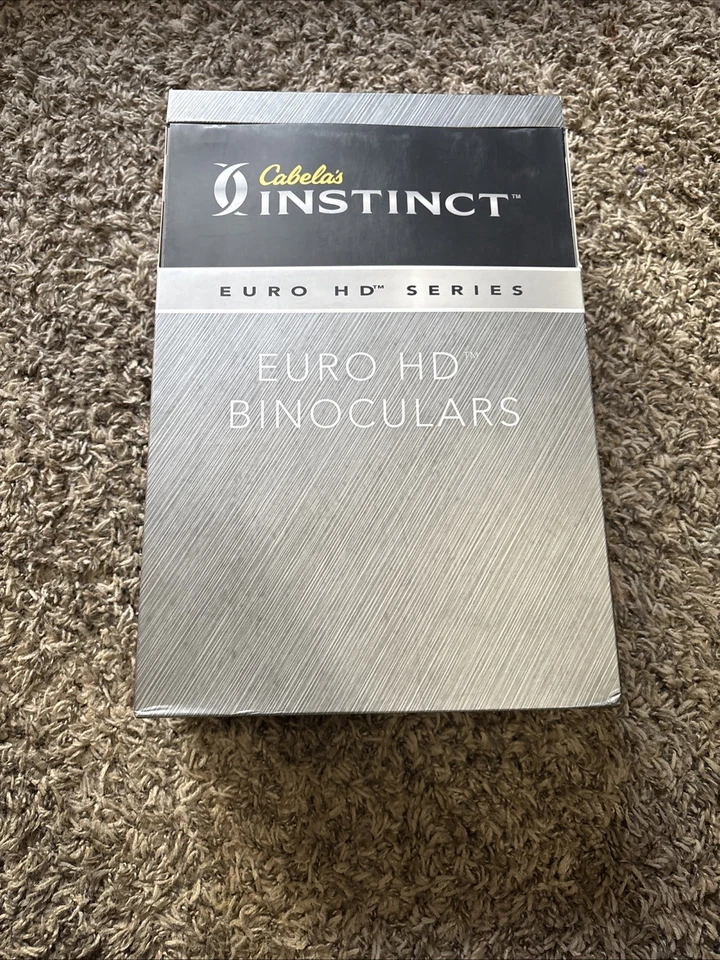 Cabela's
INSTINCT™
EURO HD™ SERIES
EURO HD™
BINOCULARS